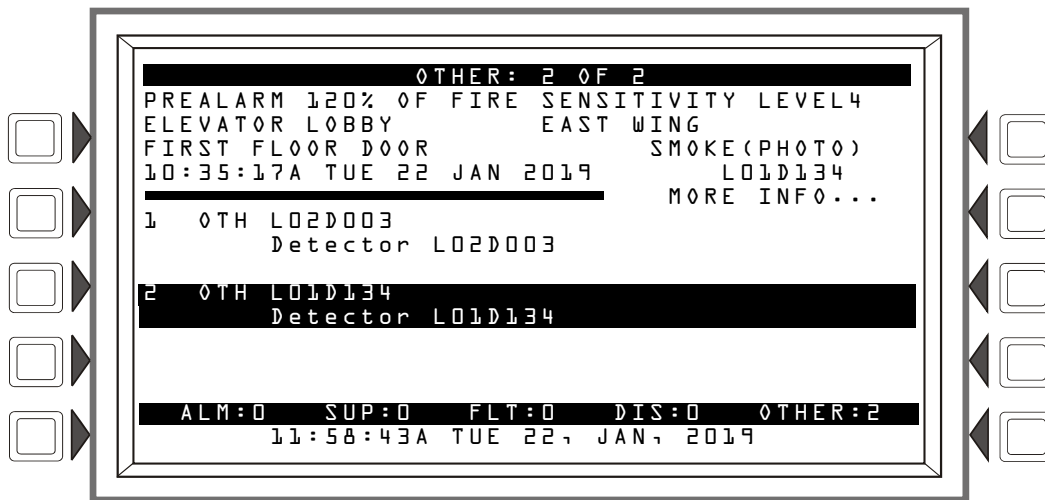 OTHER: 2 OF 2
PREALARM 120% OF FIRE SENSITIVITY LEVEL4
ELEVATOR LOBBY EAST WING
FIRST FLOOR DOOR SMOKE(PHOTO)
10:35:17A TUE 22 JAN 2019 L01D134
MORE INFO...
1 OTH L02D003
Detector L02D003
2 OTH L01D134
Detector L01D134
ALM:0 SUP:0 FLT:0 DIS:0 OTHER:2
11:58:43A TUE 22, JAN, 2019